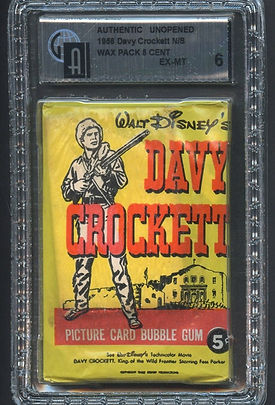 AUTHENTIC UNOPENED
1956 Davy Crockett N/S
WAX PACK 5 CENT
EX-MT 6
GAI
WALT DISNEY's
DAVY
CROCKETT
5¢
PICTURE CARD BUBBLE GUM
See Walt Disney's Technicolor Movie
DAVY CROCKETT, King of the Wild Frontier Starring Fess Parker